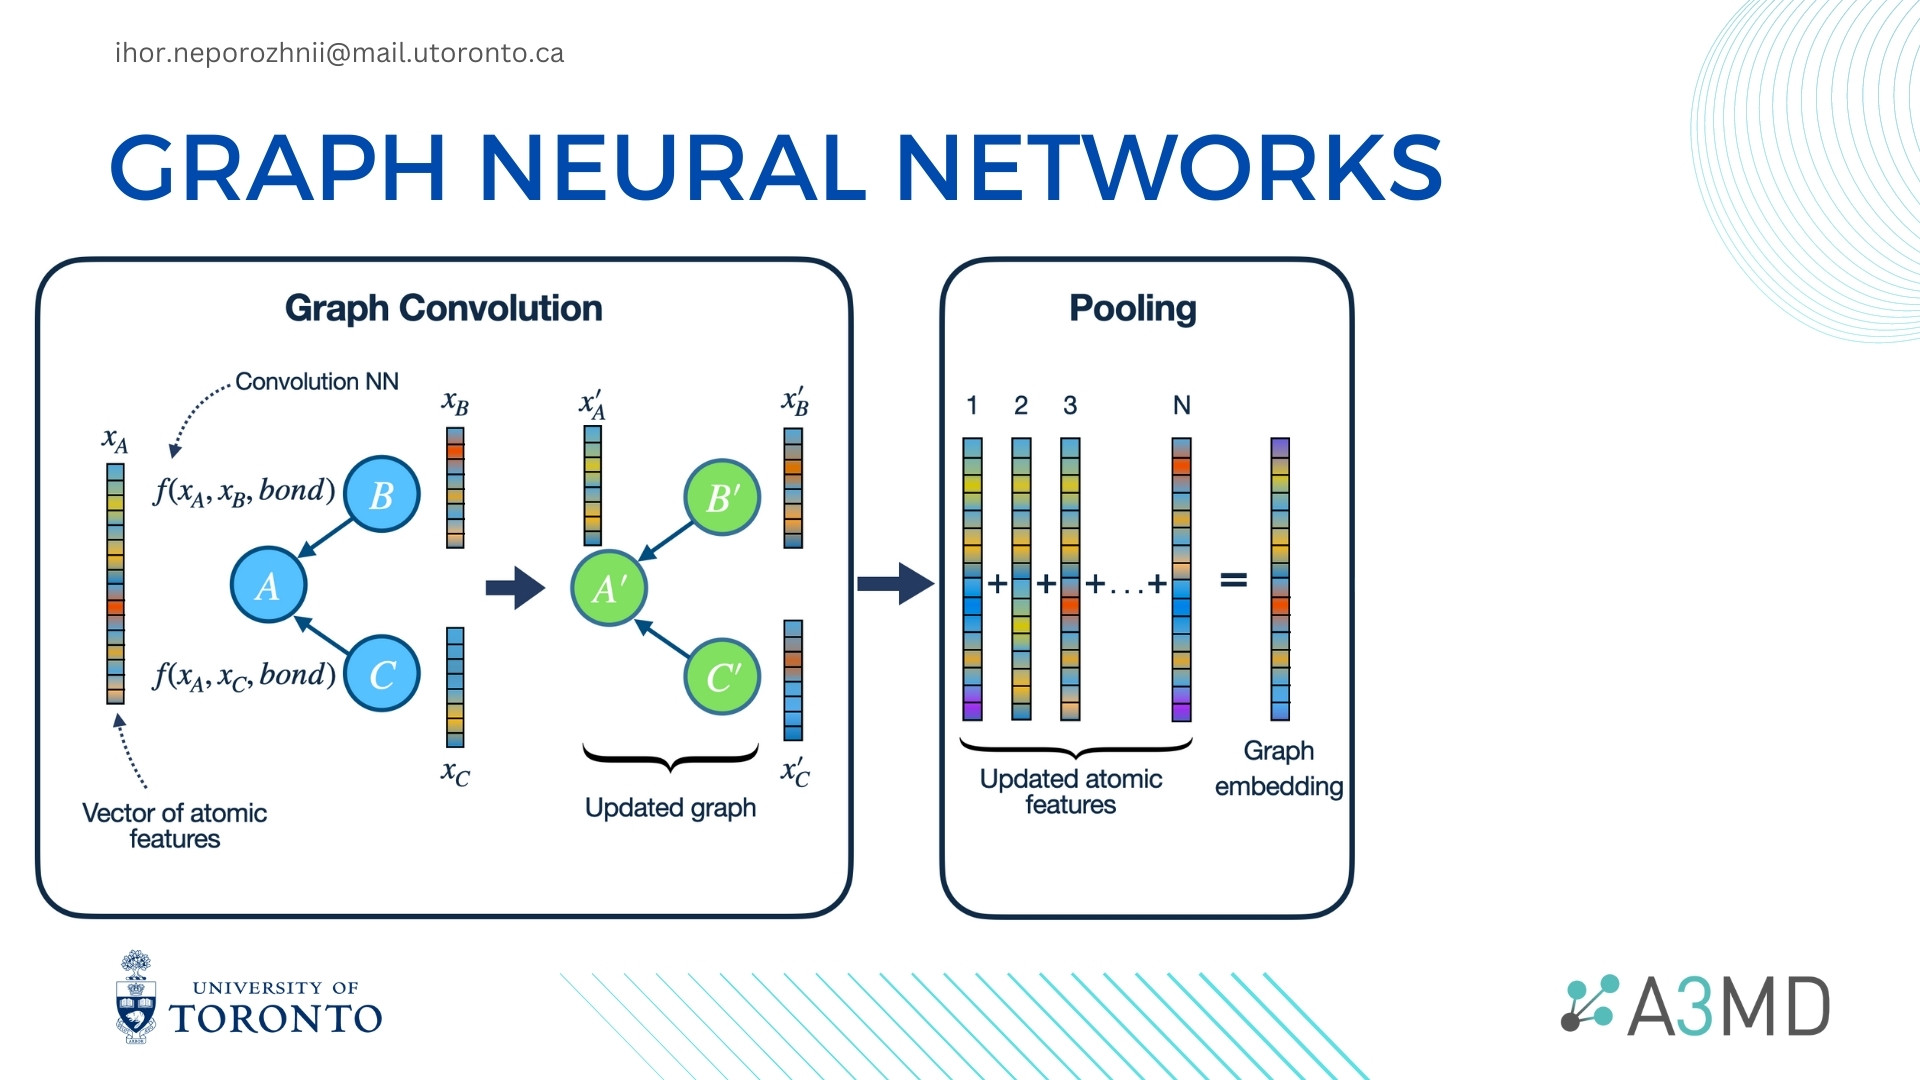 ihor.neporozhnii@mail.utoronto.ca
GRAPH NEURAL NETWORKS
Graph Convolution
Convolution NN
x_A
f(x_A, x_B, bond)
B
x_B
A
f(x_A, x_C, bond)
C
x_C
Vector of atomic
features
x'_A
B'
x'_B
A'
C'
x'_C
Updated graph
Pooling
1 2 3 N
+ + +...+ =
Updated atomic
features
Graph
embedding
UNIVERSITY OF
TORONTO
A3MD